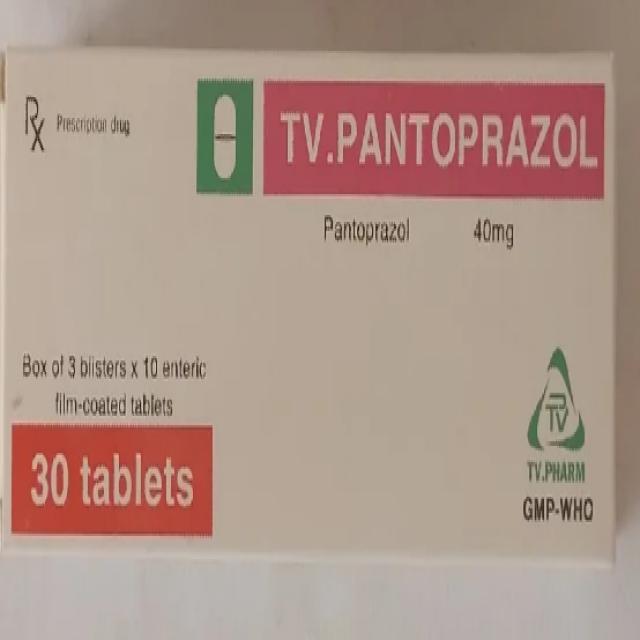 Rx Prescription drug
TV.PANTOPRAZOL
Pantoprazol 40mg
Box of 3 blisters x 10 enteric
film-coated tablets
30 tablets
TV
TV.PHARM
GMP-WHO